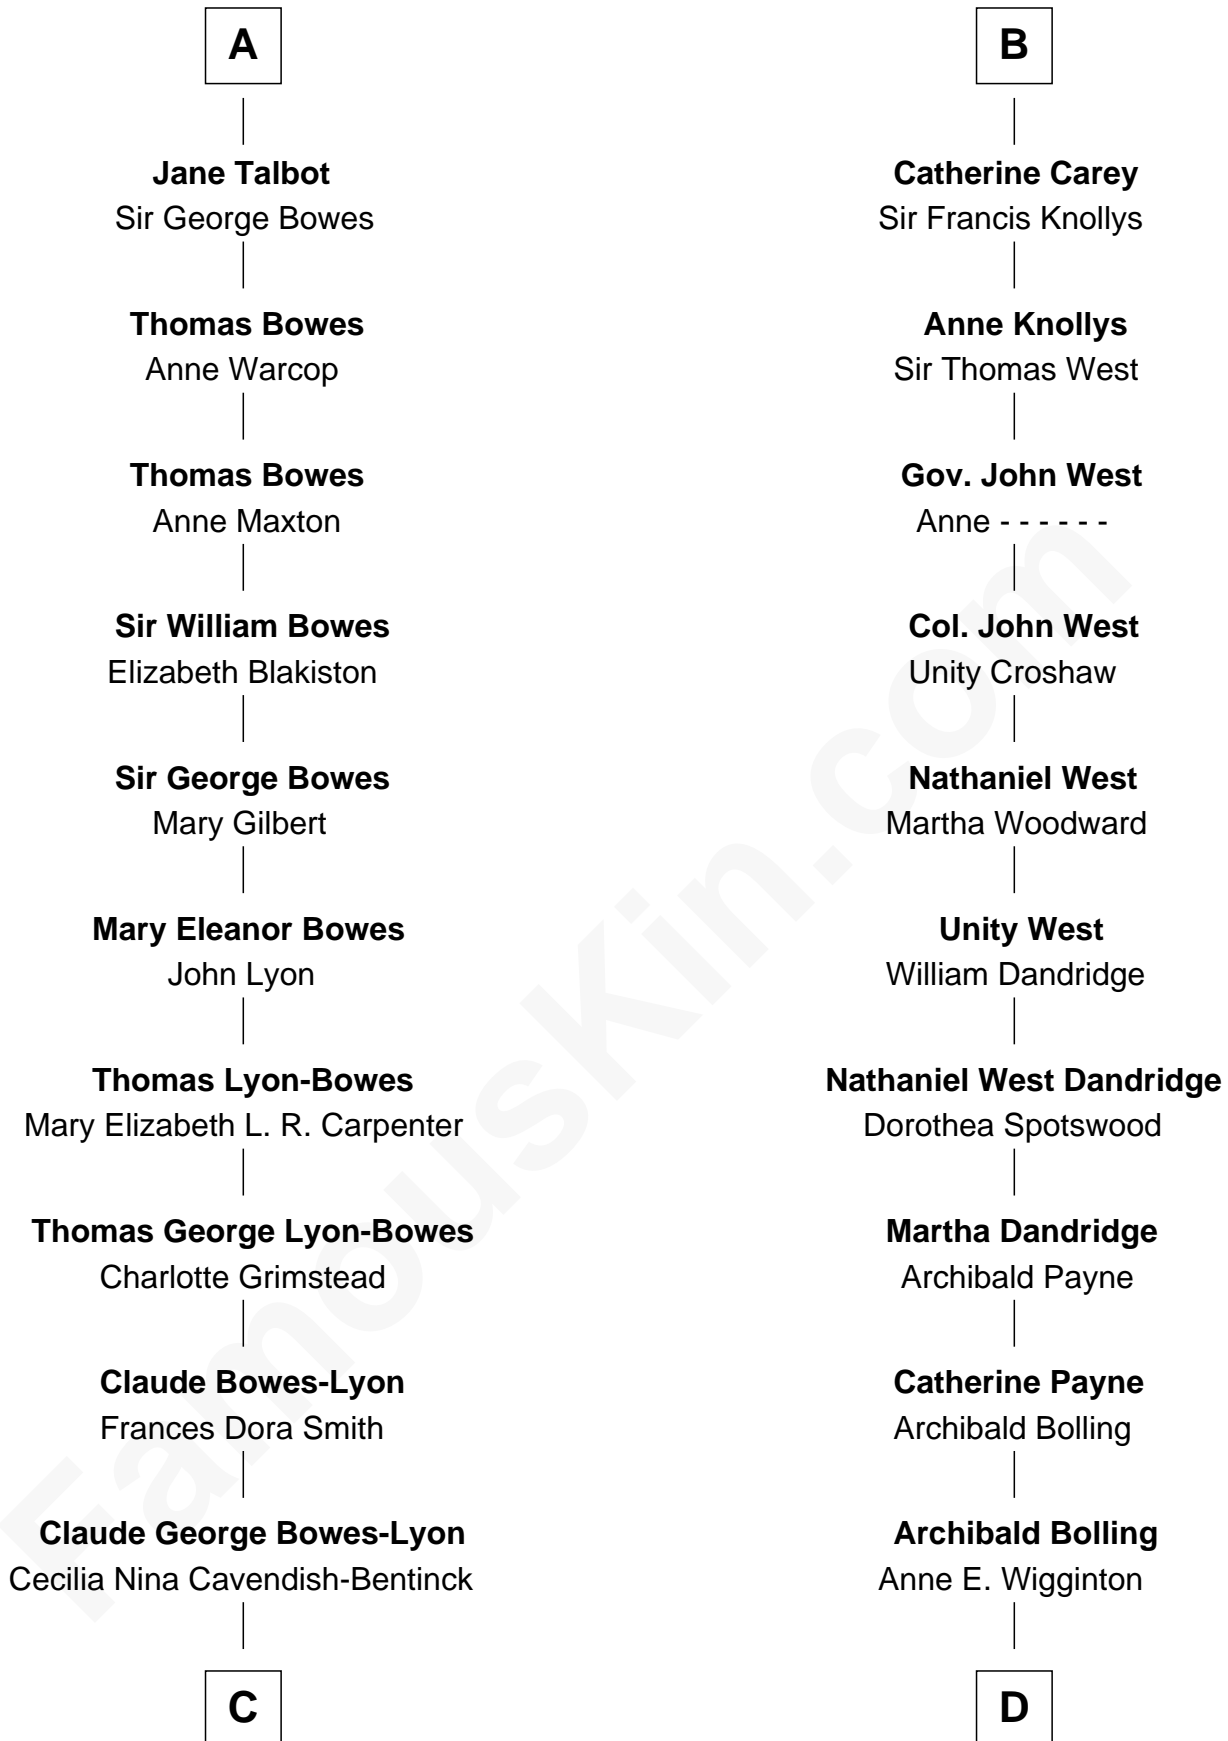 A
Jane Talbot
Sir George Bowes
Thomas Bowes
Anne Warcop
Thomas Bowes
Anne Maxton
Sir William Bowes
Elizabeth Blakiston
Sir George Bowes
Mary Gilbert
Mary Eleanor Bowes
John Lyon
Thomas Lyon-Bowes
Mary Elizabeth L. R. Carpenter
Thomas George Lyon-Bowes
Charlotte Grimstead
Claude Bowes-Lyon
Frances Dora Smith
Claude George Bowes-Lyon
Cecilia Nina Cavendish-Bentinck
C
B
Catherine Carey
Sir Francis Knollys
Anne Knollys
Sir Thomas West
Gov. John West
Anne - - - - - -
Col. John West
Unity Croshaw
Nathaniel West
Martha Woodward
Unity West
William Dandridge
Nathaniel West Dandridge
Dorothea Spotswood
Martha Dandridge
Archibald Payne
Catherine Payne
Archibald Bolling
Archibald Bolling
Anne E. Wigginton
D
FamousKin.com